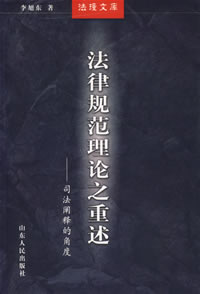 李旭东 著
法理文库
法律规范理论之重述
——司法阐释的角度
山东人民出版社